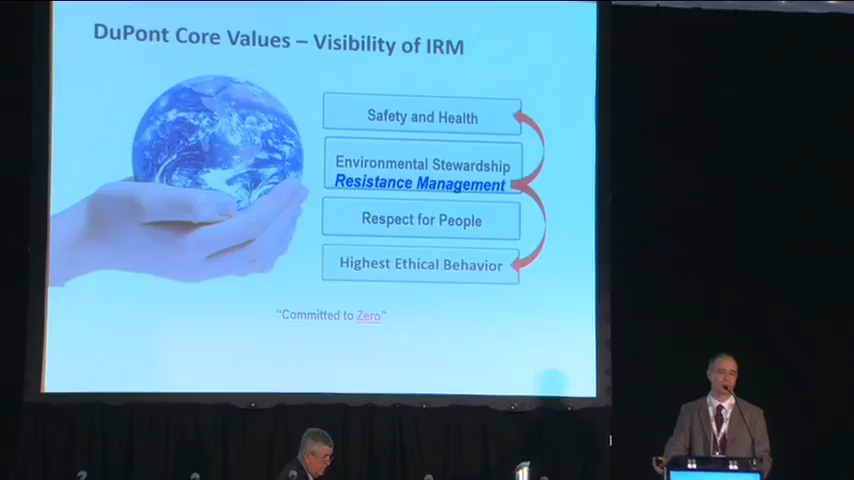 DuPont Core Values – Visibility of IRM
Safety and Health
Environmental Stewardship
Resistance Management
Respect for People
Highest Ethical Behavior
"Committed to Zero"